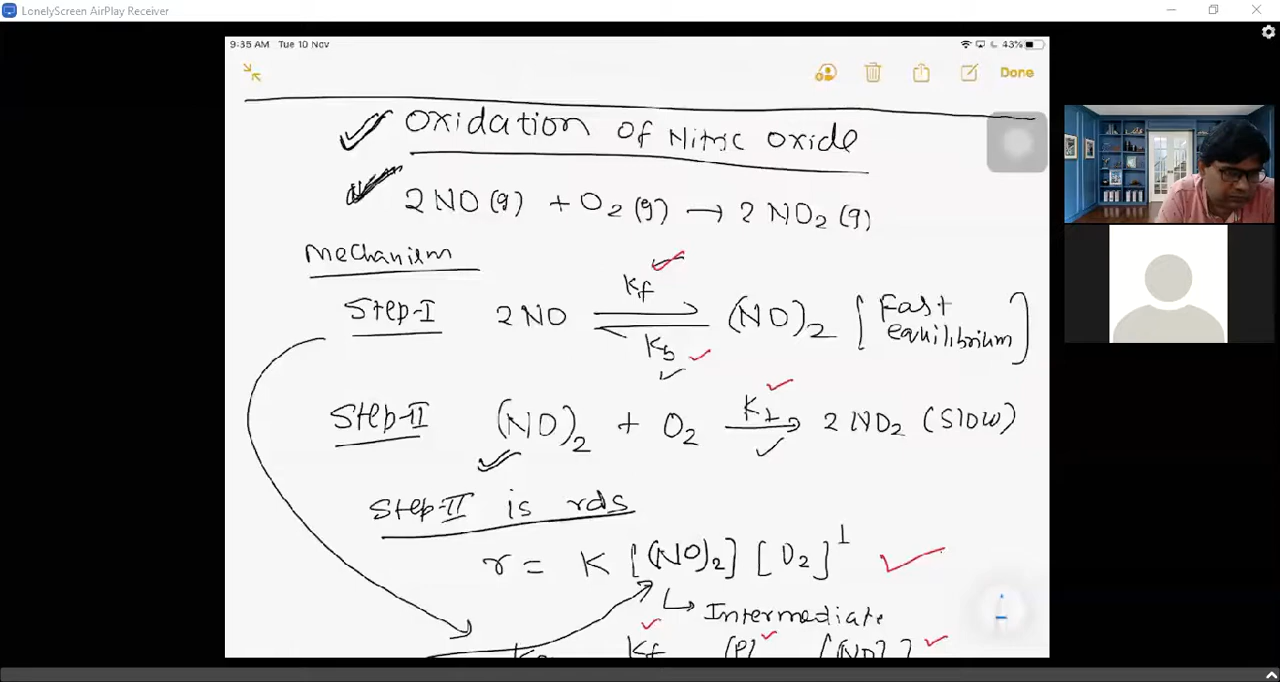 LonelyScreen AirPlay Receiver
9:35 AM Tue 10 Nov
43%
Done
Oxidation of Nitric oxide
2NO(g) + O2(g) → 2NO2(g)
Mechanism
Kf
Step-I 2NO ⇌ (NO)2 [Fast equilibrium]
Kb
Step-II (NO)2 + O2 → 2NO2 (Slow)
Step-II is rds
r = K [(NO)2] [O2]^1
Intermediate
Kf [P]